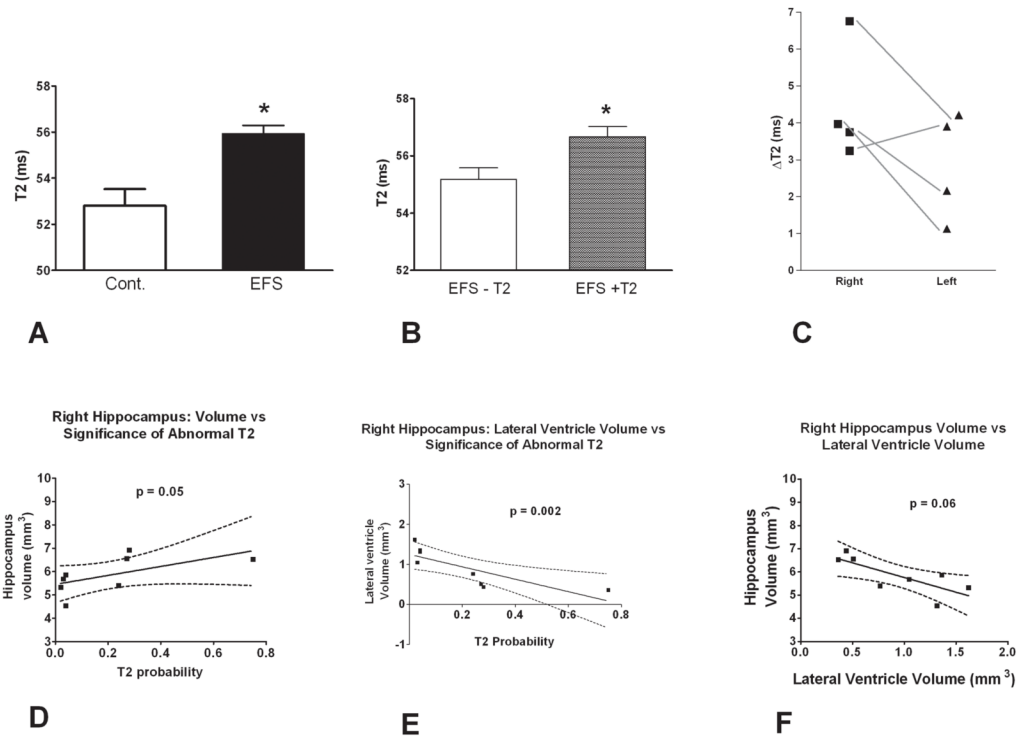 58
56
54
52
50
T2 (ms)
*
Cont.
EFS
A
58
56
54
52
T2 (ms)
*
EFS - T2
EFS +T2
B
7
6
5
4
3
2
1
0
ΔT2 (ms)
Right
Left
C
Right Hippocampus: Volume vs
Significance of Abnormal T2
10
9
8
7
6
5
4
3
Hippocampus
volume (mm³)
p = 0.05
0.0
0.2
0.4
0.6
0.8
T2 probability
D
Right Hippocampus: Lateral Ventricle Volume vs
Significance of Abnormal T2
3
2
1
0
-1
Lateral ventricle
Volume (mm³)
p = 0.002
0.2
0.4
0.6
0.8
T2 Probability
E
Right Hippocampus Volume vs
Lateral Ventricle Volume
10
9
8
7
6
5
4
3
Hippocampus
Volume (mm³)
p = 0.06
0.0
0.5
1.0
1.5
2.0
Lateral Ventricle Volume (mm³)
F